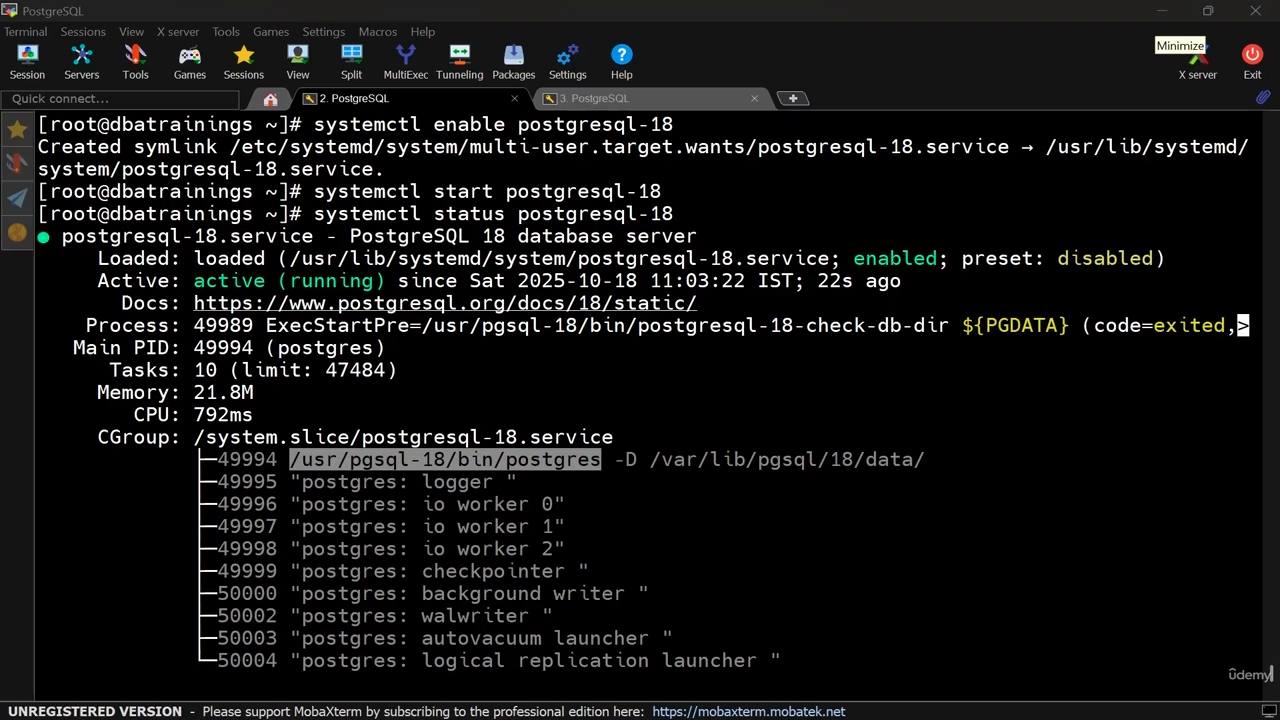 PostgreSQL
Terminal Sessions View X server Tools Games Settings Macros Help
Minimize
Session Servers Tools Games Sessions View Split MultiExec Tunneling Packages Settings Help X server Exit
Quick connect... 2. PostgreSQL 3. PostgreSQL
[root@dbatrainings ~]# systemctl enable postgresql-18
Created symlink /etc/systemd/system/multi-user.target.wants/postgresql-18.service → /usr/lib/systemd/
system/postgresql-18.service.
[root@dbatrainings ~]# systemctl start postgresql-18
[root@dbatrainings ~]# systemctl status postgresql-18
● postgresql-18.service - PostgreSQL 18 database server
Loaded: loaded (/usr/lib/systemd/system/postgresql-18.service; enabled; preset: disabled)
Active: active (running) since Sat 2025-10-18 11:03:22 IST; 22s ago
Docs: https://www.postgresql.org/docs/18/static/
Process: 49989 ExecStartPre=/usr/pgsql-18/bin/postgresql-18-check-db-dir ${PGDATA} (code=exited,>
Main PID: 49994 (postgres)
Tasks: 10 (limit: 47484)
Memory: 21.8M
CPU: 792ms
CGroup: /system.slice/postgresql-18.service
├─49994 /usr/pgsql-18/bin/postgres -D /var/lib/pgsql/18/data/
├─49995 "postgres: logger "
├─49996 "postgres: io worker 0"
├─49997 "postgres: io worker 1"
├─49998 "postgres: io worker 2"
├─49999 "postgres: checkpointer "
├─50000 "postgres: background writer "
├─50002 "postgres: walwriter "
├─50003 "postgres: autovacuum launcher "
└─50004 "postgres: logical replication launcher "
ûdemy
UNREGISTERED VERSION - Please support MobaXterm by subscribing to the professional edition here: https://mobaxterm.mobatek.net